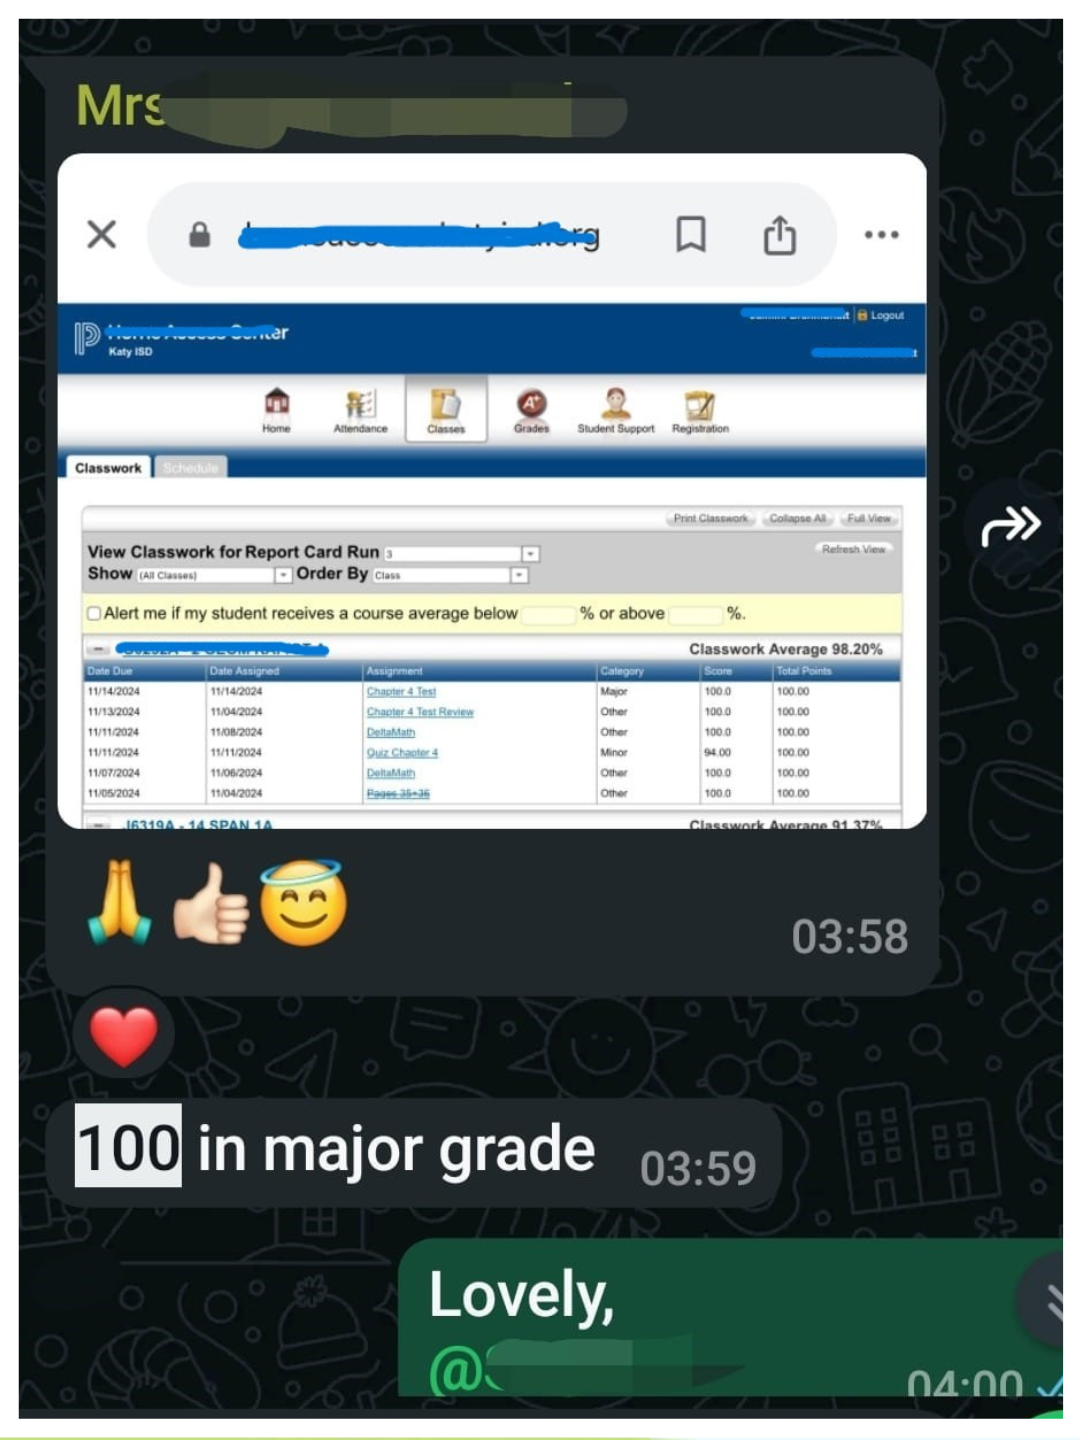 Mrs
Katy ISD
Logout
Home
Attendance
Classes
Grades
Student Support
Registration
Classwork
Schedule
Print Classwork
Collapse All
Full View
View Classwork for Report Card Run 3
Refresh View
Show (All Classes) Order By Class
Alert me if my student receives a course average below % or above %.
Classwork Average 98.20%
Date Due Date Assigned Assignment Category Score Total Points
11/14/2024 11/14/2024 Chapter 4 Test Major 100.0 100.00
11/13/2024 11/04/2024 Chapter 4 Test Review Other 100.0 100.00
11/11/2024 11/08/2024 DeltaMath Other 100.0 100.00
11/11/2024 11/11/2024 Quiz Chapter 4 Minor 94.00 100.00
11/07/2024 11/06/2024 DeltaMath Other 100.0 100.00
11/05/2024 11/04/2024 Pages 35+36 Other 100.0 100.00
J6319A - 14 SPAN 1A Classwork Average 91.37%
03:58
100 in major grade 03:59
Lovely,
@
04:00